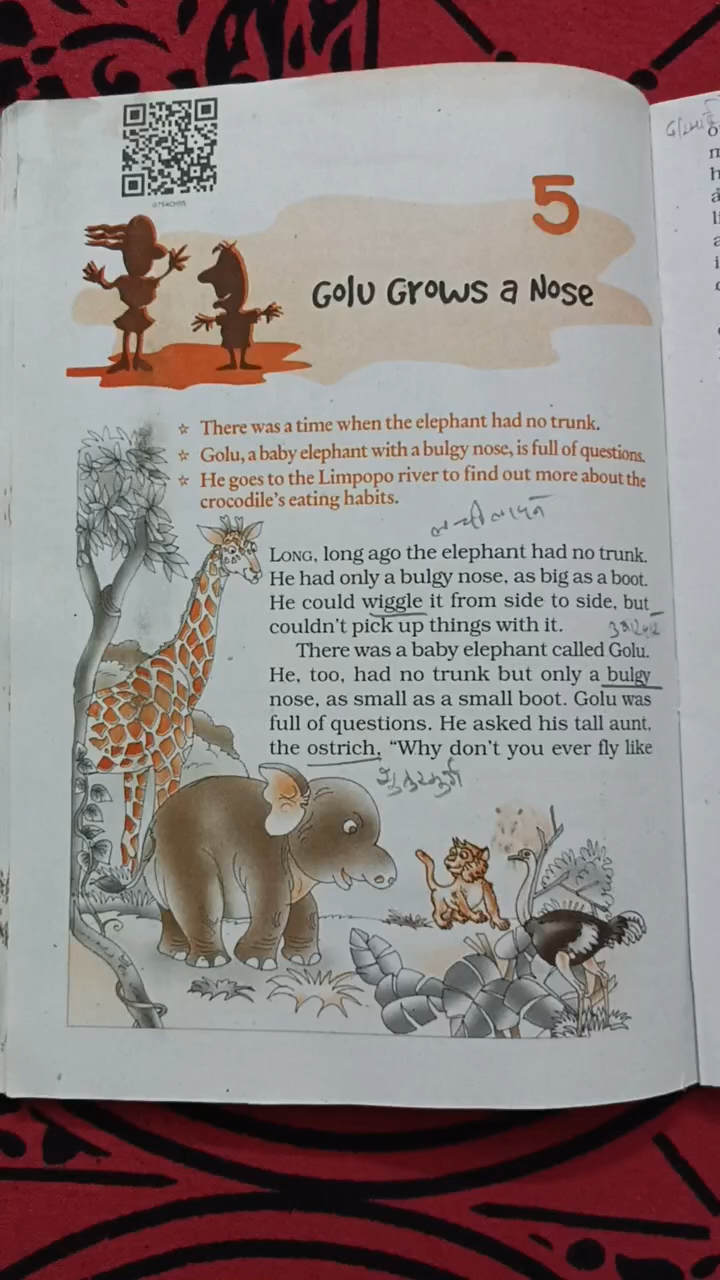 0754CH05
5
Golu Grows a Nose
☆ There was a time when the elephant had no trunk.
☆ Golu, a baby elephant with a bulgy nose, is full of questions.
☆ He goes to the Limpopo river to find out more about the
crocodile's eating habits.
LONG, long ago the elephant had no trunk.
He had only a bulgy nose, as big as a boot.
He could wiggle it from side to side, but
couldn't pick up things with it.
There was a baby elephant called Golu.
He, too, had no trunk but only a bulgy
nose, as small as a small boot. Golu was
full of questions. He asked his tall aunt,
the ostrich, “Why don't you ever fly like